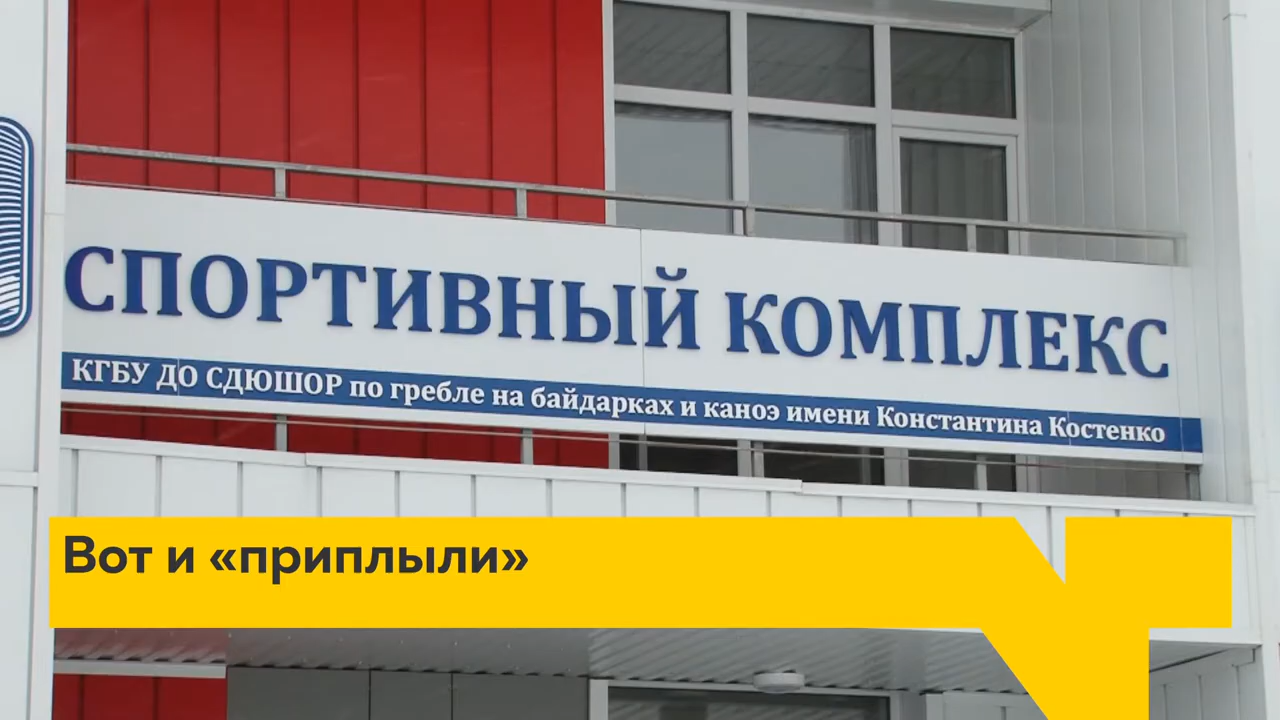 СПОРТИВНЫЙ КОМПЛЕКС
КГБУ ДО СДЮШОР по гребле на байдарках и каноэ имени Константина Костенко
Вот и «приплыли»